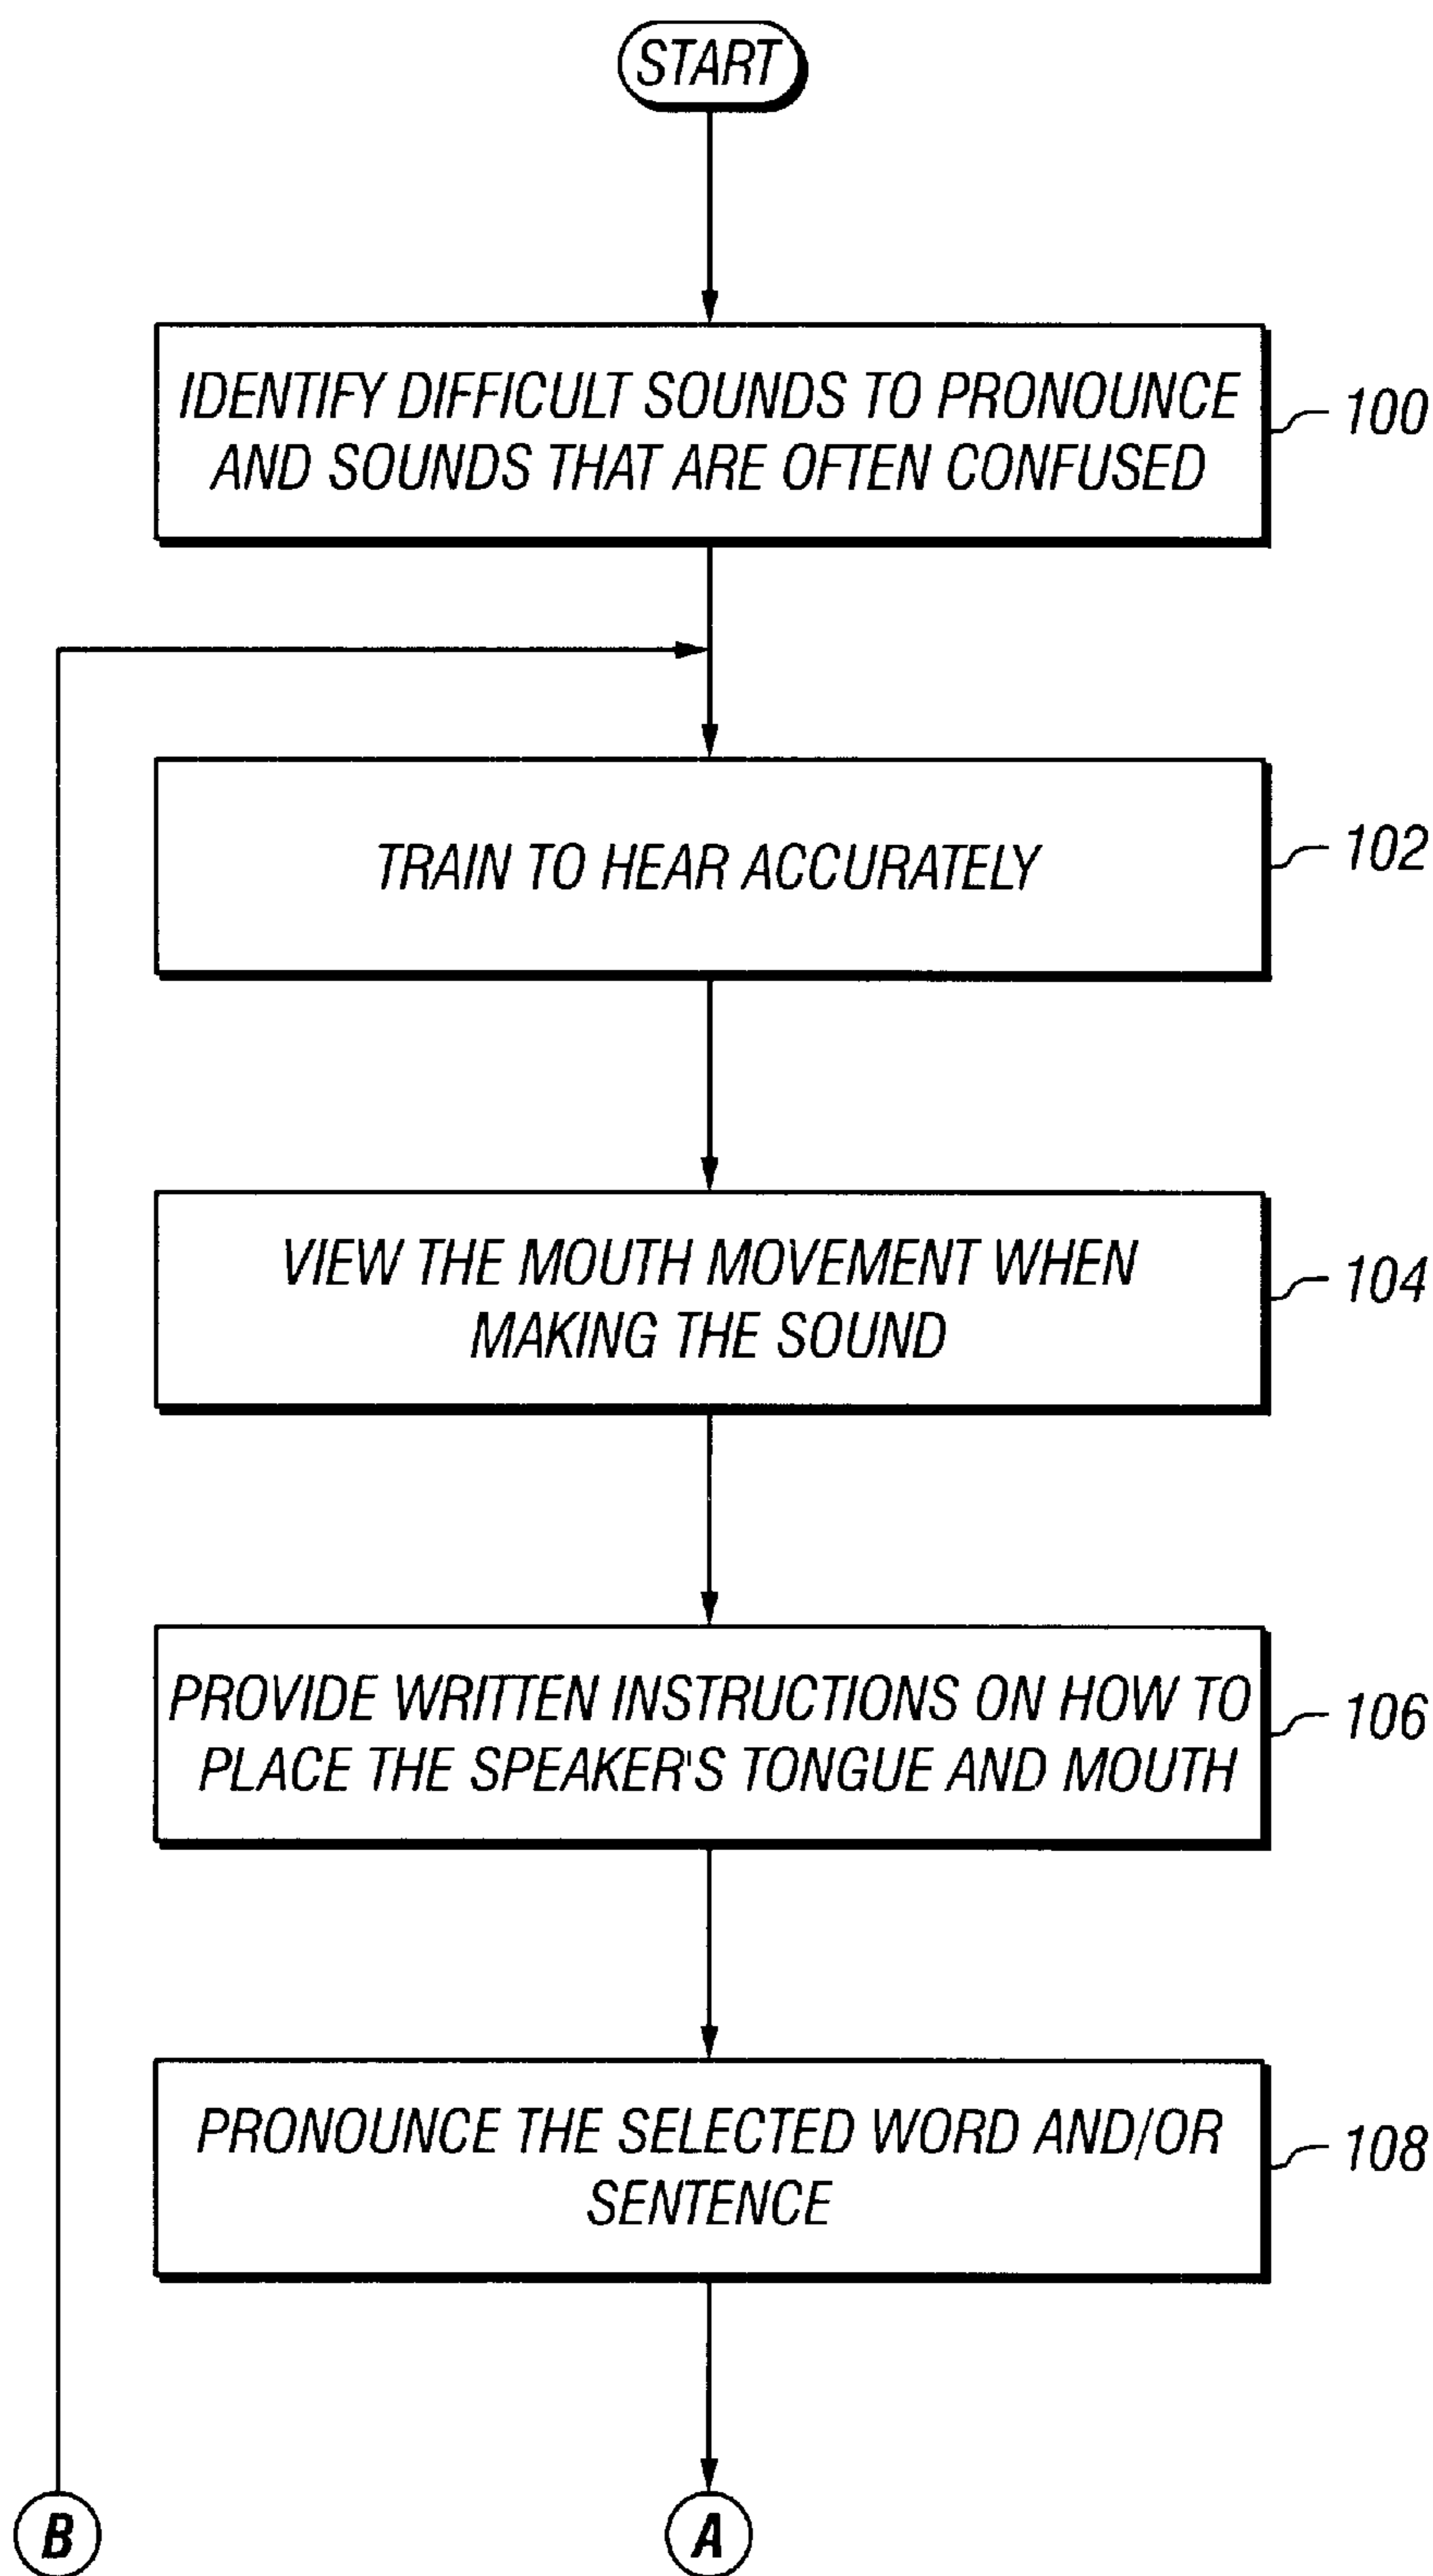 START
IDENTIFY DIFFICULT SOUNDS TO PRONOUNCE
AND SOUNDS THAT ARE OFTEN CONFUSED
100
TRAIN TO HEAR ACCURATELY
102
VIEW THE MOUTH MOVEMENT WHEN
MAKING THE SOUND
104
PROVIDE WRITTEN INSTRUCTIONS ON HOW TO
PLACE THE SPEAKER'S TONGUE AND MOUTH
106
PRONOUNCE THE SELECTED WORD AND/OR
SENTENCE
108
B
A